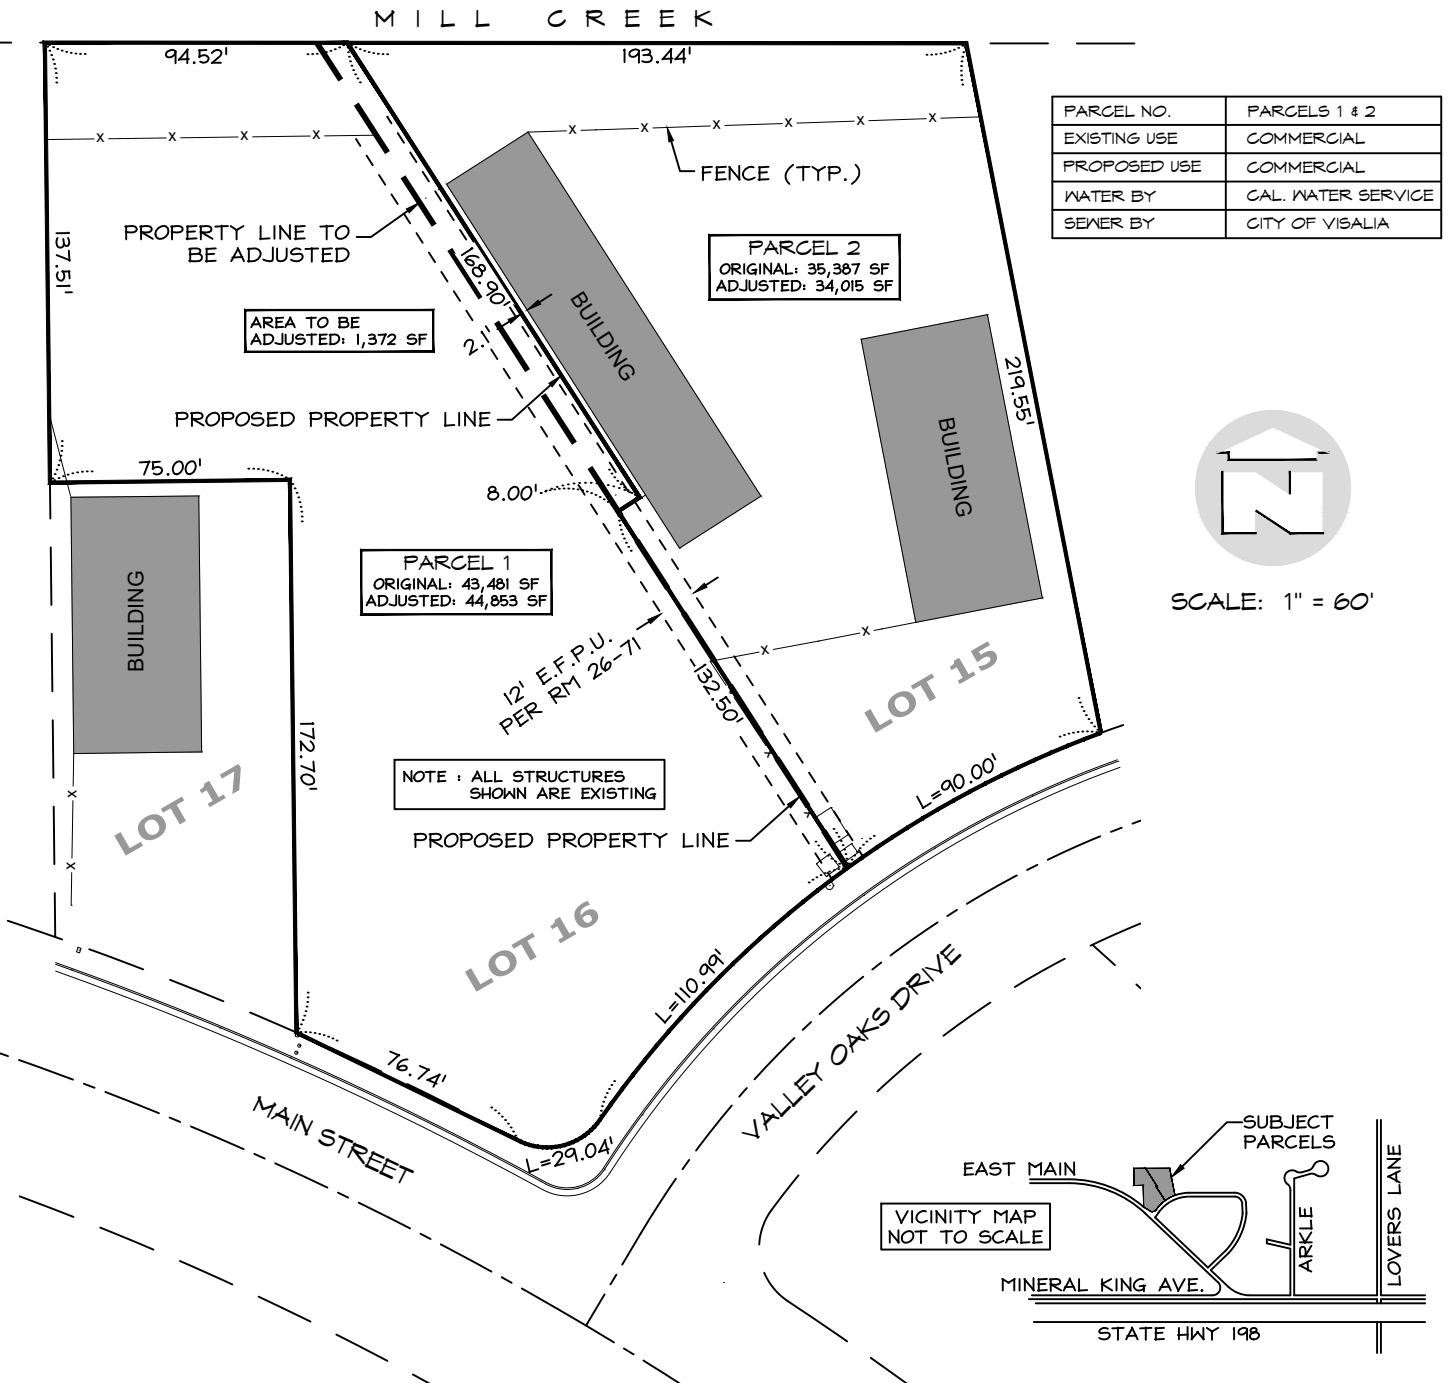 MILL CREEK
94.52'
193.44'
PARCEL NO. PARCELS 1 & 2
EXISTING USE COMMERCIAL
PROPOSED USE COMMERCIAL
WATER BY CAL. WATER SERVICE
SEWER BY CITY OF VISALIA
X X X X
X X X X X X
FENCE (TYP.)
PROPERTY LINE TO
BE ADJUSTED
137.51'
168.90'
PARCEL 2
ORIGINAL: 35,387 SF
ADJUSTED: 34,015 SF
AREA TO BE
ADJUSTED: 1,372 SF
2.'
BUILDING
219.55'
PROPOSED PROPERTY LINE
BUILDING
75.00'
8.00'
N
SCALE: 1" = 60'
PARCEL 1
ORIGINAL: 43,481 SF
ADJUSTED: 44,853 SF
BUILDING
12' E.F.P.U.
PER RM 26-71
132.50'
X X
LOT 15
172.70'
NOTE : ALL STRUCTURES
SHOWN ARE EXISTING
X
X
LOT 17
X
X
PROPOSED PROPERTY LINE
L=90.00'
LOT 16
L=110.99'
VALLEY OAKS DRIVE
76.74'
MAIN STREET
L=29.04'
SUBJECT
PARCELS
EAST MAIN
VICINITY MAP
NOT TO SCALE
ARKLE
LOVERS LANE
MINERAL KING AVE.
STATE HWY 198